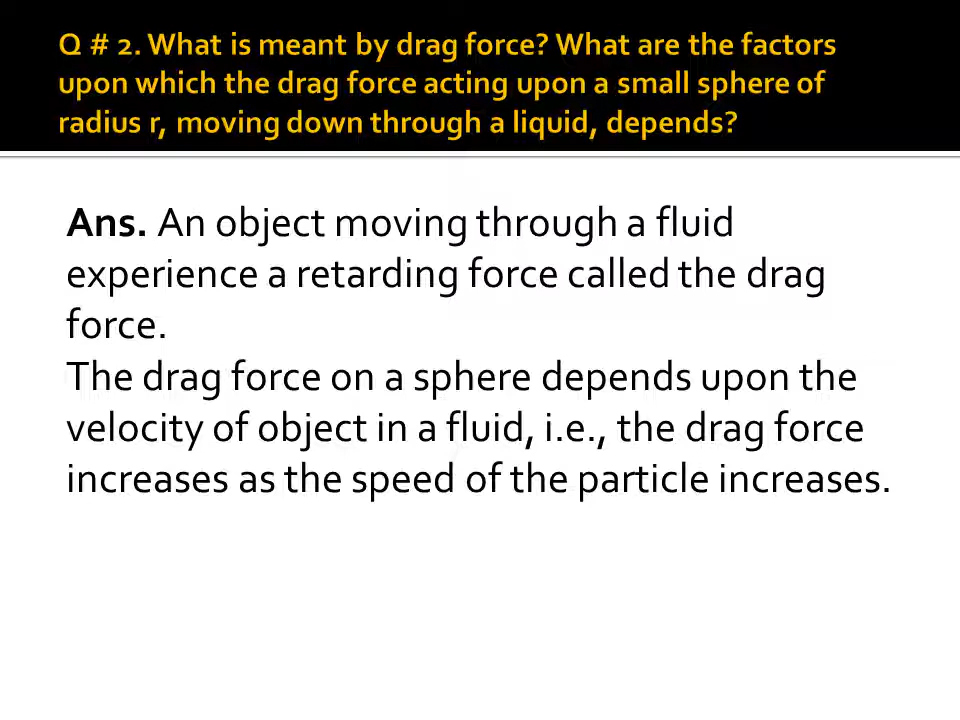 Q # 2. What is meant by drag force? What are the factors
upon which the drag force acting upon a small sphere of
radius r, moving down through a liquid, depends?
Ans. An object moving through a fluid
experience a retarding force called the drag
force.
The drag force on a sphere depends upon the
velocity of object in a fluid, i.e., the drag force
increases as the speed of the particle increases.